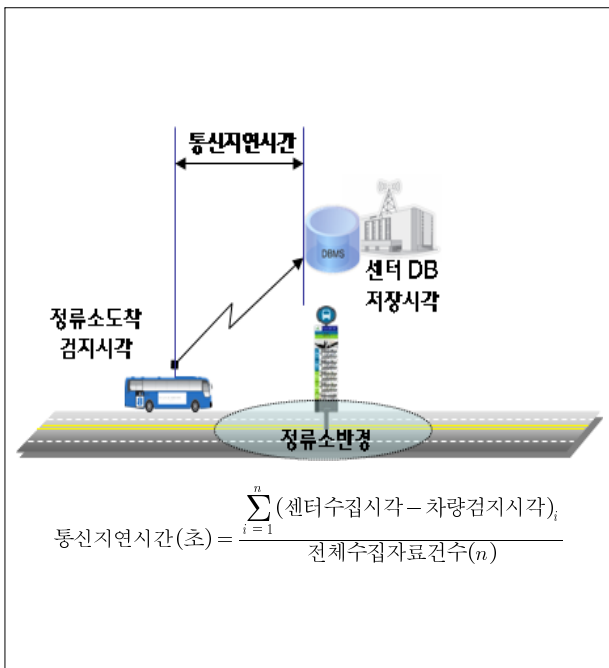 통신지연시간
DBMS
센터 DB
저장시각
정류소도착
검지시각
정류소반경
통신지연시간(초) = \frac{\sum_{i=1}^{n}(센터수집시각 - 차량검지시각)_i}{전체수집자료건수(n)}